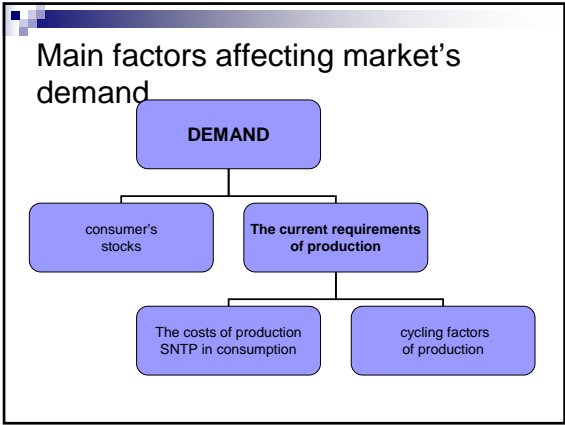 Main factors affecting market's
demand
DEMAND
consumer's
stocks
The current requirements
of production
The costs of production
SNTP in consumption
cycling factors
of production